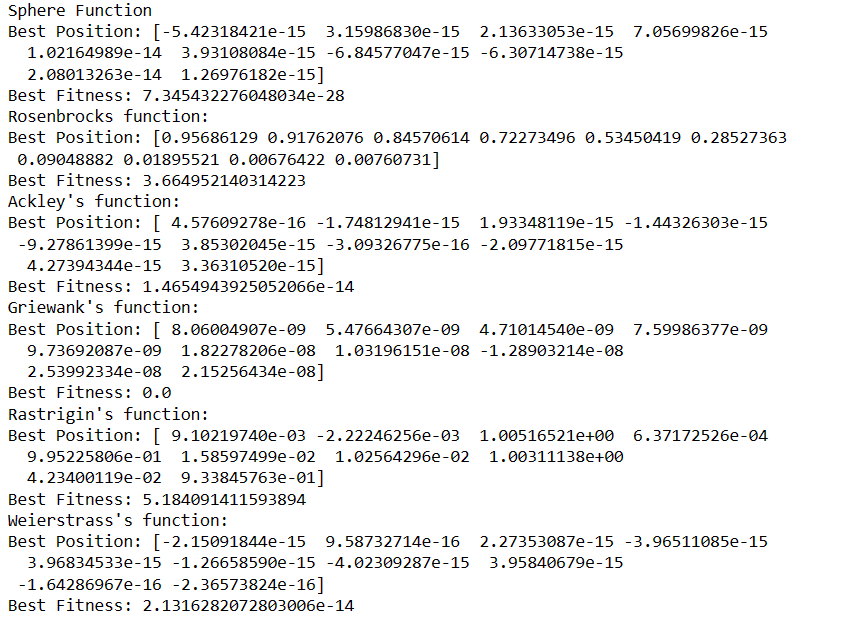 Sphere Function
Best Position: [-5.42318421e-15  3.15986830e-15  2.13633053e-15  7.05699826e-15
  1.02164989e-14  3.93108084e-15 -6.84577047e-15 -6.30714738e-15
  2.08013263e-14  1.26976182e-15]
Best Fitness: 7.345432276048034e-28
Rosenbrocks function:
Best Position: [0.95686129 0.91762076 0.84570614 0.72273496 0.53450419 0.28527363
 0.09048882 0.01895521 0.00676422 0.00760731]
Best Fitness: 3.664952140314223
Ackley's function:
Best Position: [ 4.57609278e-16 -1.74812941e-15  1.93348119e-15 -1.44326303e-15
 -9.27861399e-15  3.85302045e-15 -3.09326775e-16 -2.09771815e-15
  4.27394344e-15  3.36310520e-15]
Best Fitness: 1.4654943925052066e-14
Griewank's function:
Best Position: [ 8.06004907e-09  5.47664307e-09  4.71014540e-09  7.59986377e-09
  9.73692087e-09  1.82278206e-08  1.03196151e-08 -1.28903214e-08
  2.53992334e-08  2.15256434e-08]
Best Fitness: 0.0
Rastrigin's function:
Best Position: [ 9.10219740e-03 -2.22246256e-03  1.00516521e+00  6.37172526e-04
  9.95225806e-01  1.58597499e-02  1.02564296e-02  1.00311138e+00
  4.23400119e-02  9.33845763e-01]
Best Fitness: 5.184091411593894
Weierstrass's function:
Best Position: [-2.15091844e-15  9.58732714e-16  2.27353087e-15 -3.96511085e-15
  3.96834533e-15 -1.26658590e-15 -4.02309287e-15  3.95840679e-15
 -1.64286967e-16 -2.36573824e-16]
Best Fitness: 2.1316282072803006e-14